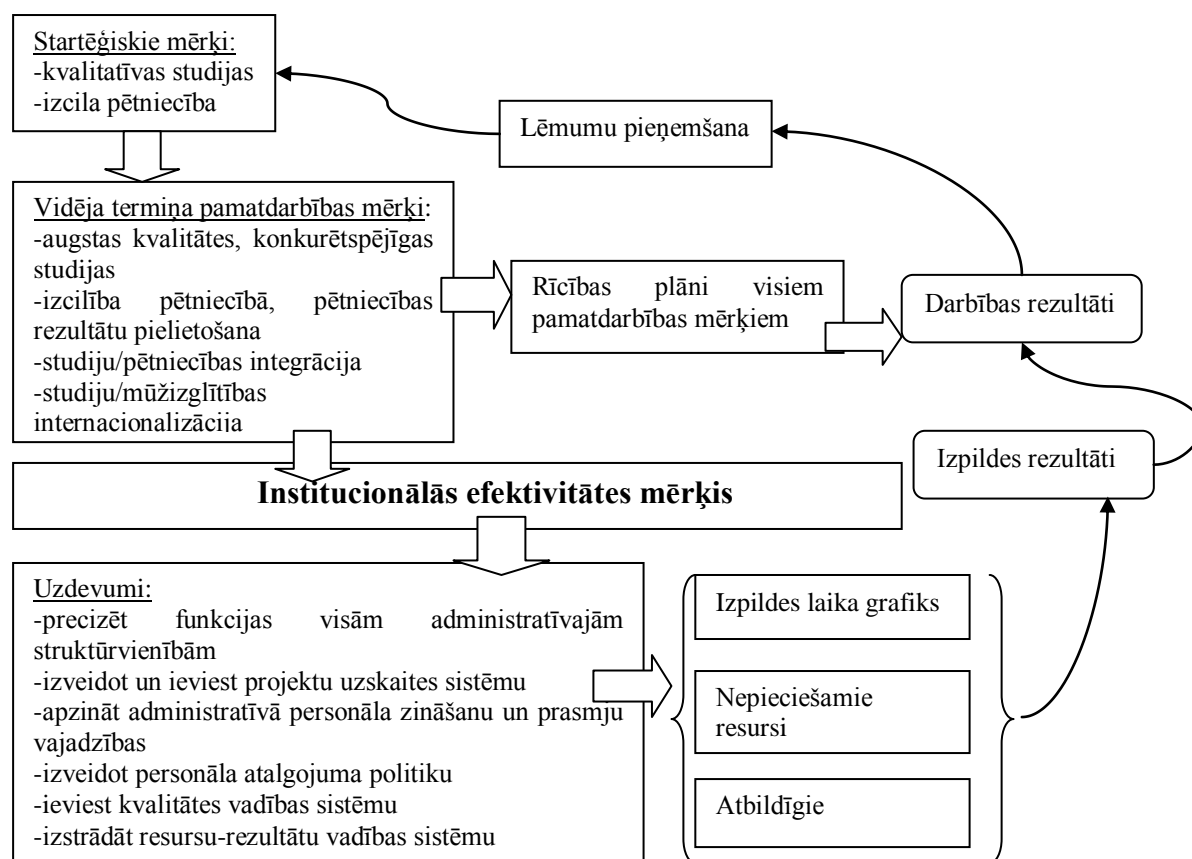 Startēģiskie mērķi:
-kvalitatīvas studijas
-izcila pētniecība
Lēmumu pieņemšana
Vidēja termiņa pamatdarbības mērķi:
-augstas kvalitātes, konkurētspējīgas
studijas
-izcilība pētniecībā, pētniecības
rezultātu pielietošana
-studiju/pētniecības integrācija
-studiju/mūžizglītības
internacionalizācija
Rīcības plāni visiem
pamatdarbības mērķiem
Darbības rezultāti
Izpildes rezultāti
Institucionālās efektivitātes mērķis
Uzdevumi:
-precizēt funkcijas visām administratīvajām
struktūrvienībām
-izveidot un ieviest projektu uzskaites sistēmu
-apzināt administratīvā personāla zināšanu un prasmju
vajadzības
-izveidot personāla atalgojuma politiku
-ieviest kvalitātes vadības sistēmu
-izstrādāt resursu-rezultātu vadības sistēmu
Izpildes laika grafiks
Nepieciešamie
resursi
Atbildīgie